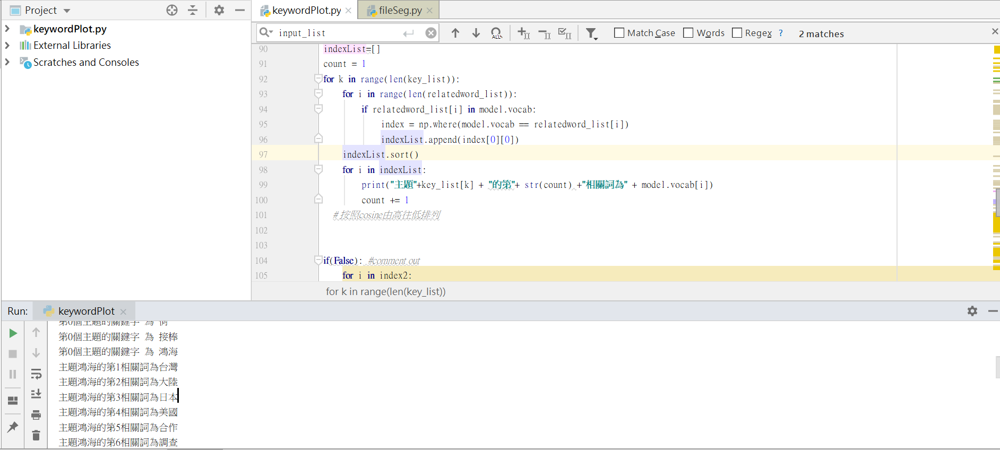 Project
keywordPlot.py
External Libraries
Scratches and Consoles
keywordPlot.py
fileSeg.py
input_list
ALL
Match Case
Words
Regex
?
2 matches
90 indexList=[]
91 count = 1
92 for k in range(len(key_list)):
93 for i in range(len(relatedword_list)):
94 if relatedword_list[i] in model.vocab:
95 index = np.where(model.vocab == relatedword_list[i])
96 indexList.append(index[0][0])
97 indexList.sort()
98 for i in indexList:
99 print("主題"+key_list[k] + "的第"+ str(count) +"相關詞為" + model.vocab[i])
100 count += 1
101 # 按照cosine由高往低排列
102
103
104 if(False): #comment out
105 for i in index2:
for k in range(len(key_list))
Run:
keywordPlot
第0個主題的關鍵字 為
第0個主題的關鍵字 為 接棒
第0個主題的關鍵字 為 鴻海
主題鴻海的第1相關詞為台灣
主題鴻海的第2相關詞為大陸
主題鴻海的第3相關詞為日本
主題鴻海的第4相關詞為美國
主題鴻海的第5相關詞為合作
主題鴻海的第6相關詞為調查